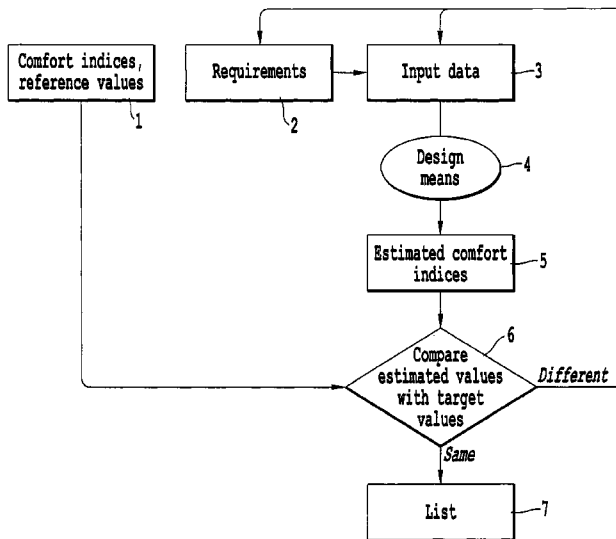 Comfort indices,
reference values
1
Requirements
2
Input data
3
Design
means
4
Estimated comfort
indices
5
6
Compare
estimated values
with target
values
Different
Same
List
7